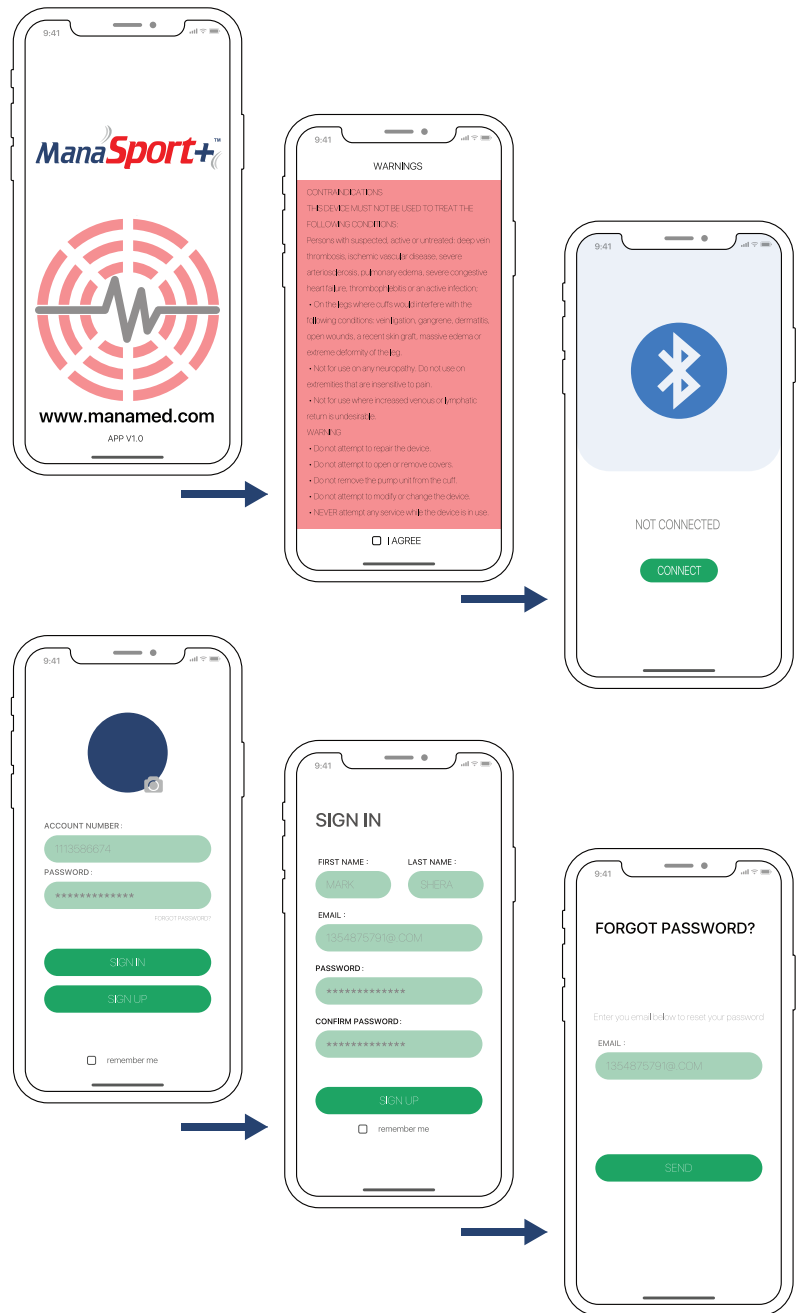 9:41
ManaSport+™
www.manamed.com
APP V1.0
9:41
WARNINGS
CONTRAINDICATIONS
THIS DEVICE MUST NOT BE USED TO TREAT THE
FOLLOWING CONDITIONS:
Persons with suspected, active or untreated: deep vein
thrombosis, ischemic vascular disease, severe
arteriosclerosis, pulmonary edema, severe congestive
heart failure, thrombophlebitis or an active infection:
• On the legs where cuffs would interfere with the
following conditions: vein ligation, gangrene, dermatitis,
open wounds, a recent skin graft, massive edema or
extreme deformity of the leg.
• Not for use on any neuropathy. Do not use on
extremities that are insensitive to pain.
• Not for use where increased venous or lymphatic
return is undesirable.
WARNING
• Do not attempt to repair the device.
• Do not attempt to open or remove covers.
• Do not remove the pump unit from the cuff.
• Do not attempt to modify or change the device.
• NEVER attempt any service while the device is in use.
I AGREE
9:41
NOT CONNECTED
CONNECT
9:41
ACCOUNT NUMBER :
1113586674
PASSWORD :
*************
FORGOT PASSWORD?
SIGN IN
SIGN UP
remember me
9:41
SIGN IN
FIRST NAME : LAST NAME :
MARK SHERA
EMAIL :
1354875791@I.COM
PASSWORD :
*************
CONFIRM PASSWORD :
*************
SIGN UP
remember me
9:41
FORGOT PASSWORD?
Enter you email below to reset your password
EMAIL :
1354875791@I.COM
SEND